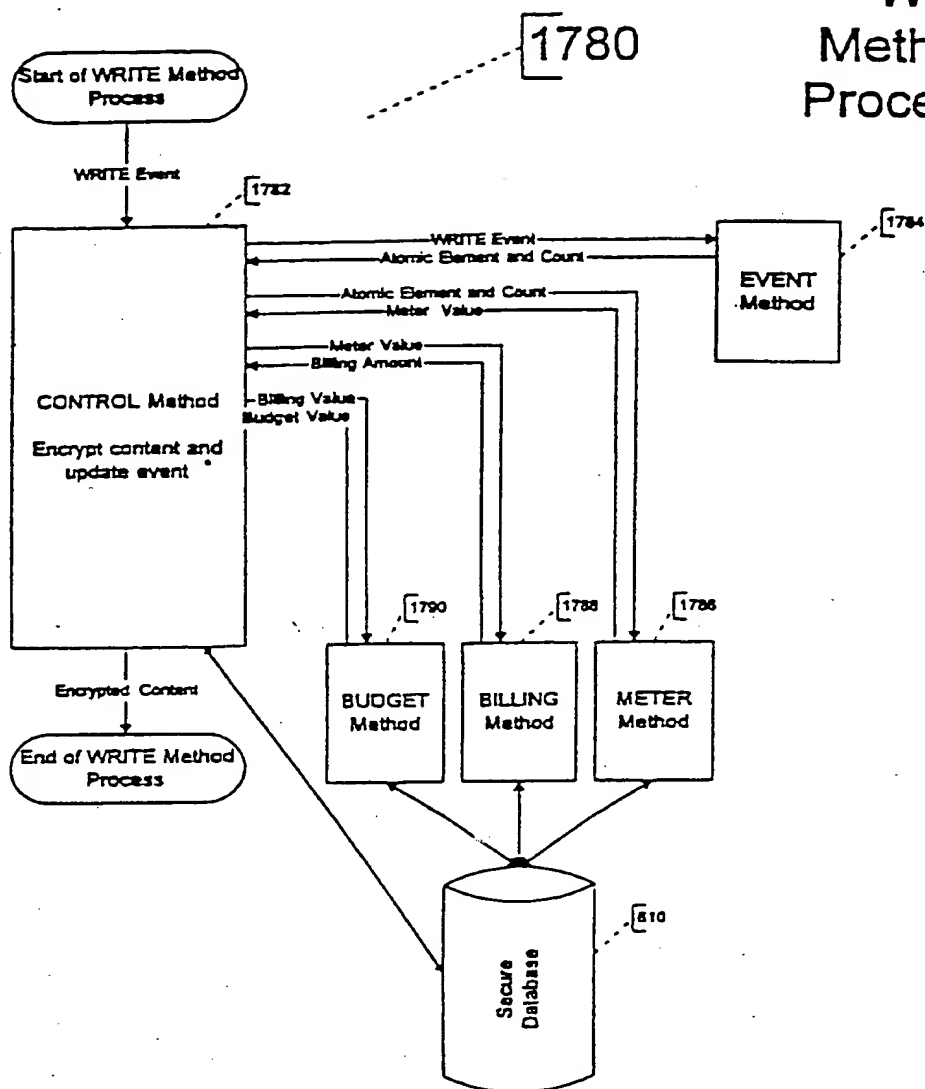 1780
Meth
Proce
Start of WRITE Method
Process
WRITE Event
1782
1784
WRITE Event
Atomic Element and Count
EVENT
Method
Atomic Element and Count
Meter Value
Meter Value
Billing Amount
CONTROL Method
Billing Value
Budget Value
Encrypt content and
update event
1790
1788
1786
Encrypted Content
BUDGET
Method
BILLING
Method
METER
Method
End of WRITE Method
Process
610
Secure
Database